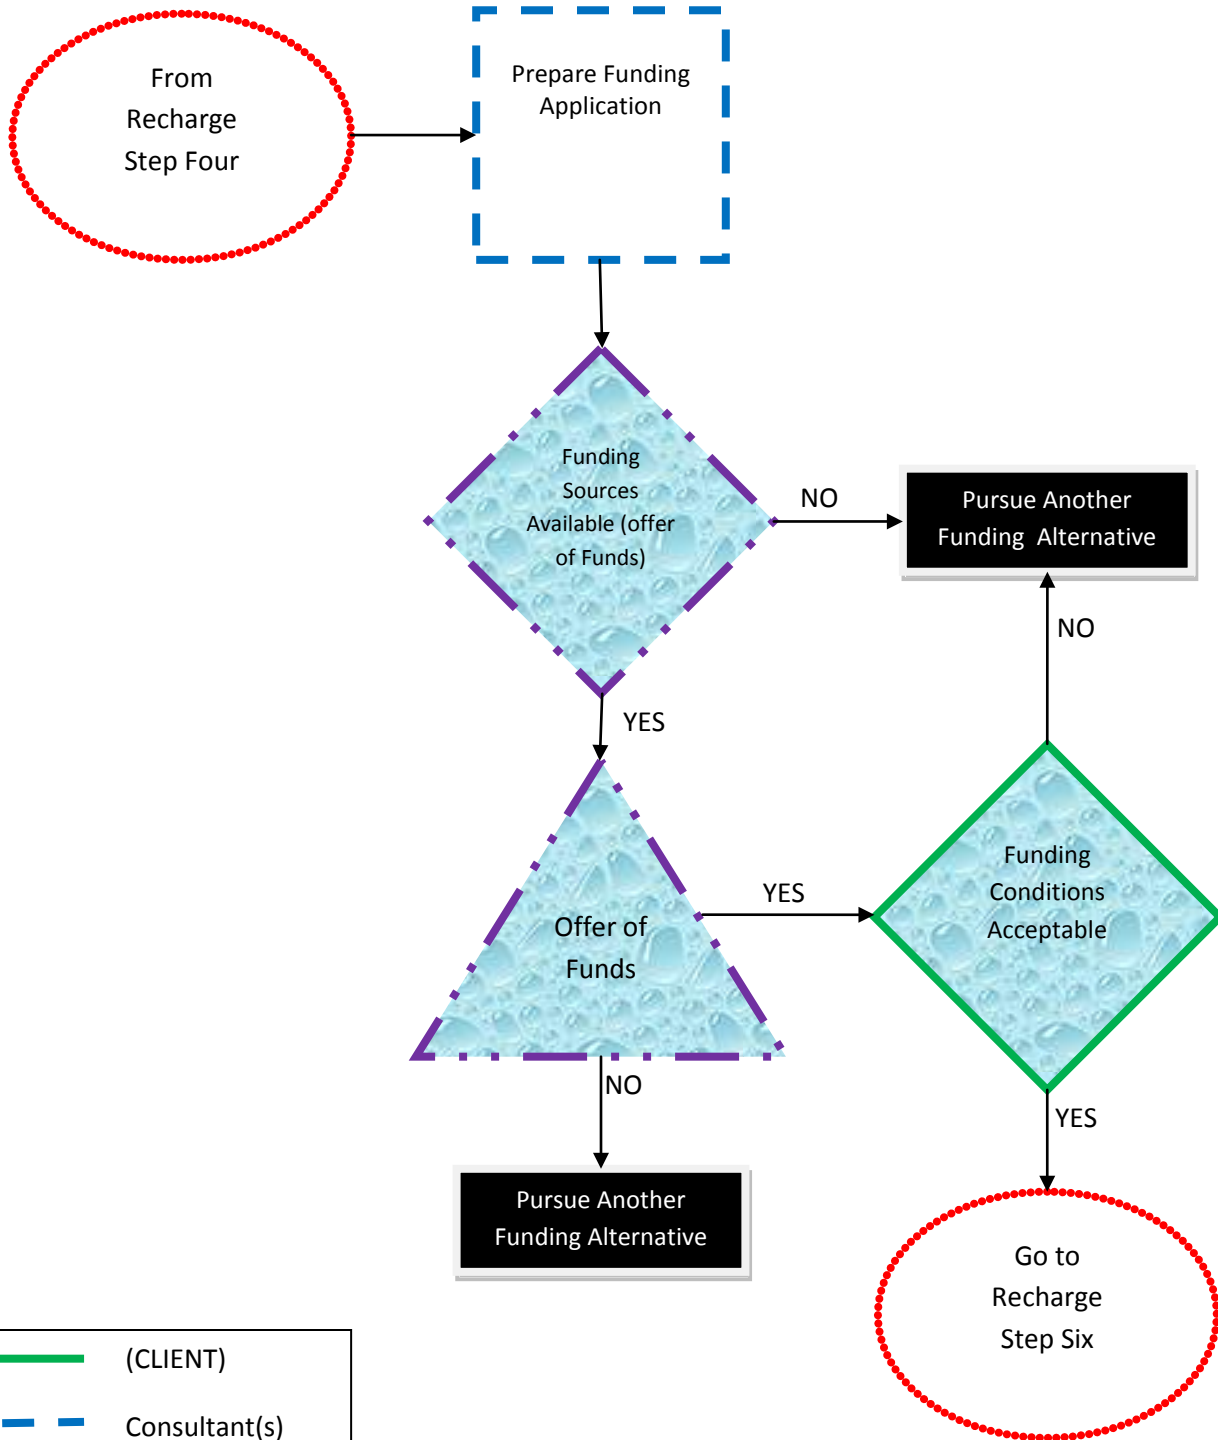 From
Recharge
Step Four
Prepare Funding
Application
Funding
Sources
Available (offer
of Funds)
NO
Pursue Another
Funding Alternative
NO
YES
Offer of
Funds
YES
Funding
Conditions
Acceptable
NO
YES
Pursue Another
Funding Alternative
Go to
Recharge
Step Six
(CLIENT)
Consultant(s)